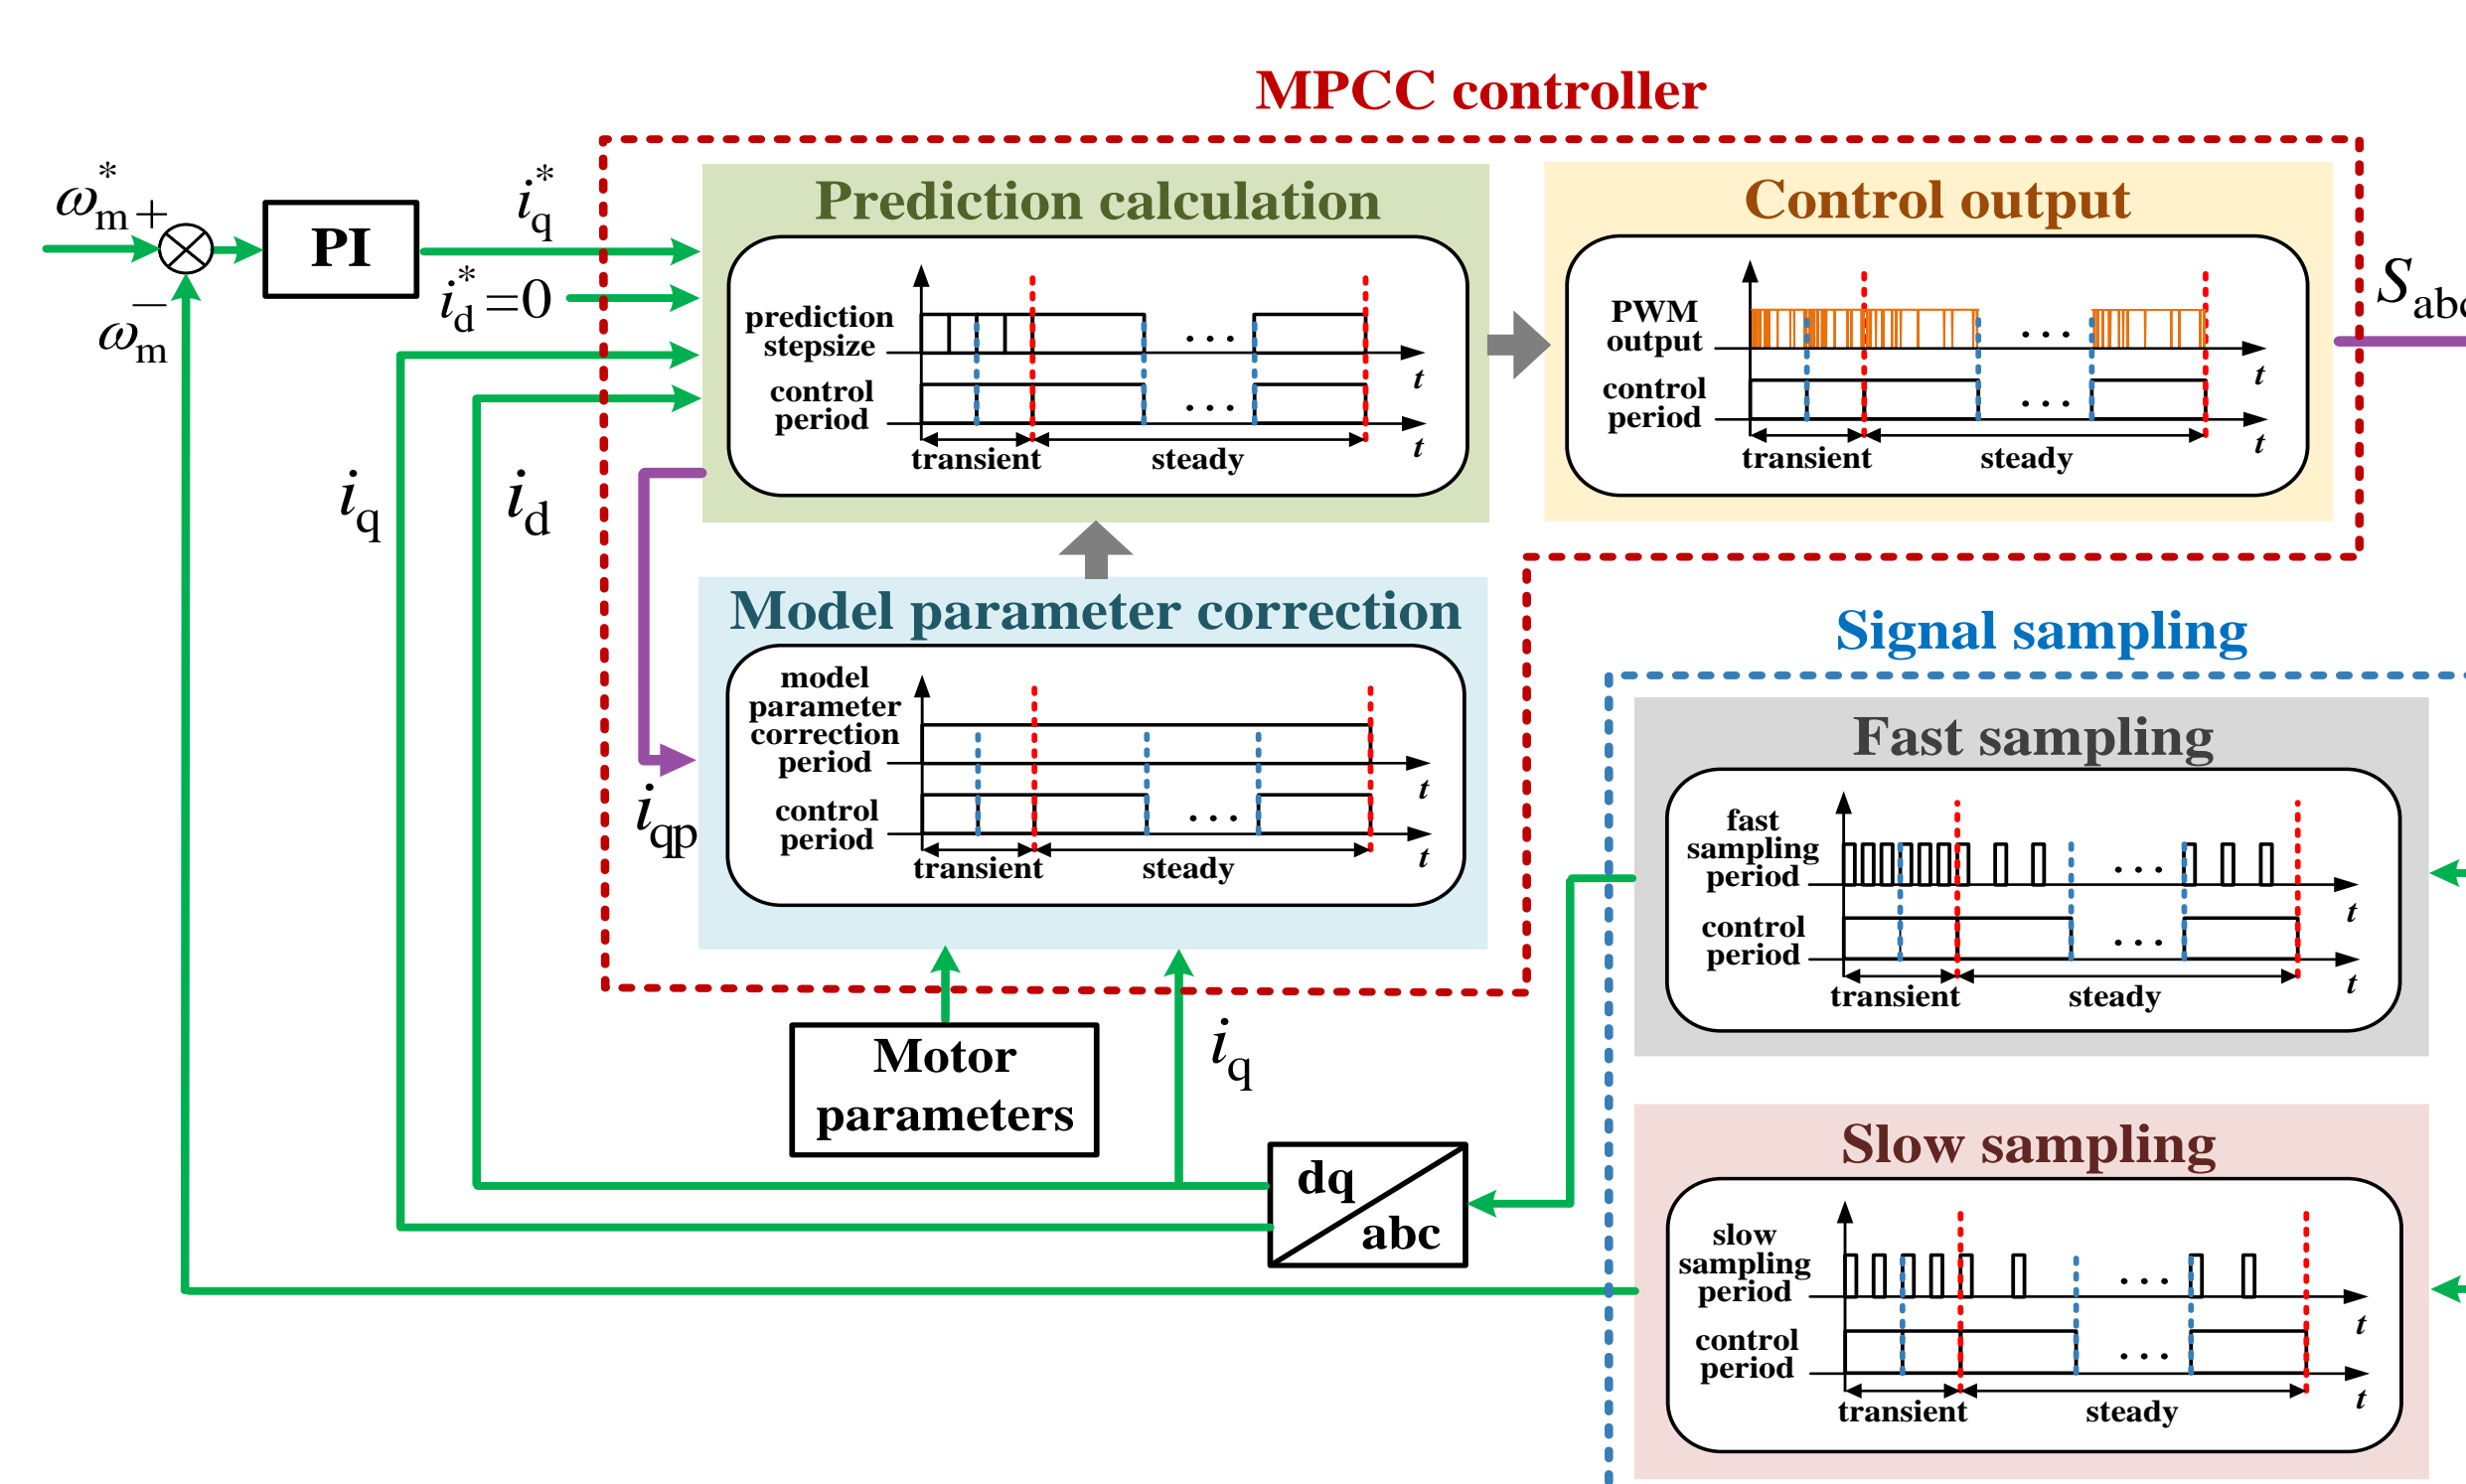 MPCC controller
ω*m +
PI
i*q
i*d=0
−
ωm
iq
id
Prediction calculation
prediction
stepsize
...
t
control
period
...
t
transient
steady
Control output
PWM
output
...
t
control
period
...
t
transient
steady
Sabc
Model parameter correction
model
parameter
correction
period
t
control
period
...
t
transient
steady
iqp
Motor
parameters
iq
dq
abc
Signal sampling
Fast sampling
fast
sampling
period
...
t
control
period
...
t
transient
steady
Slow sampling
slow
sampling
period
...
t
control
period
...
t
transient
steady